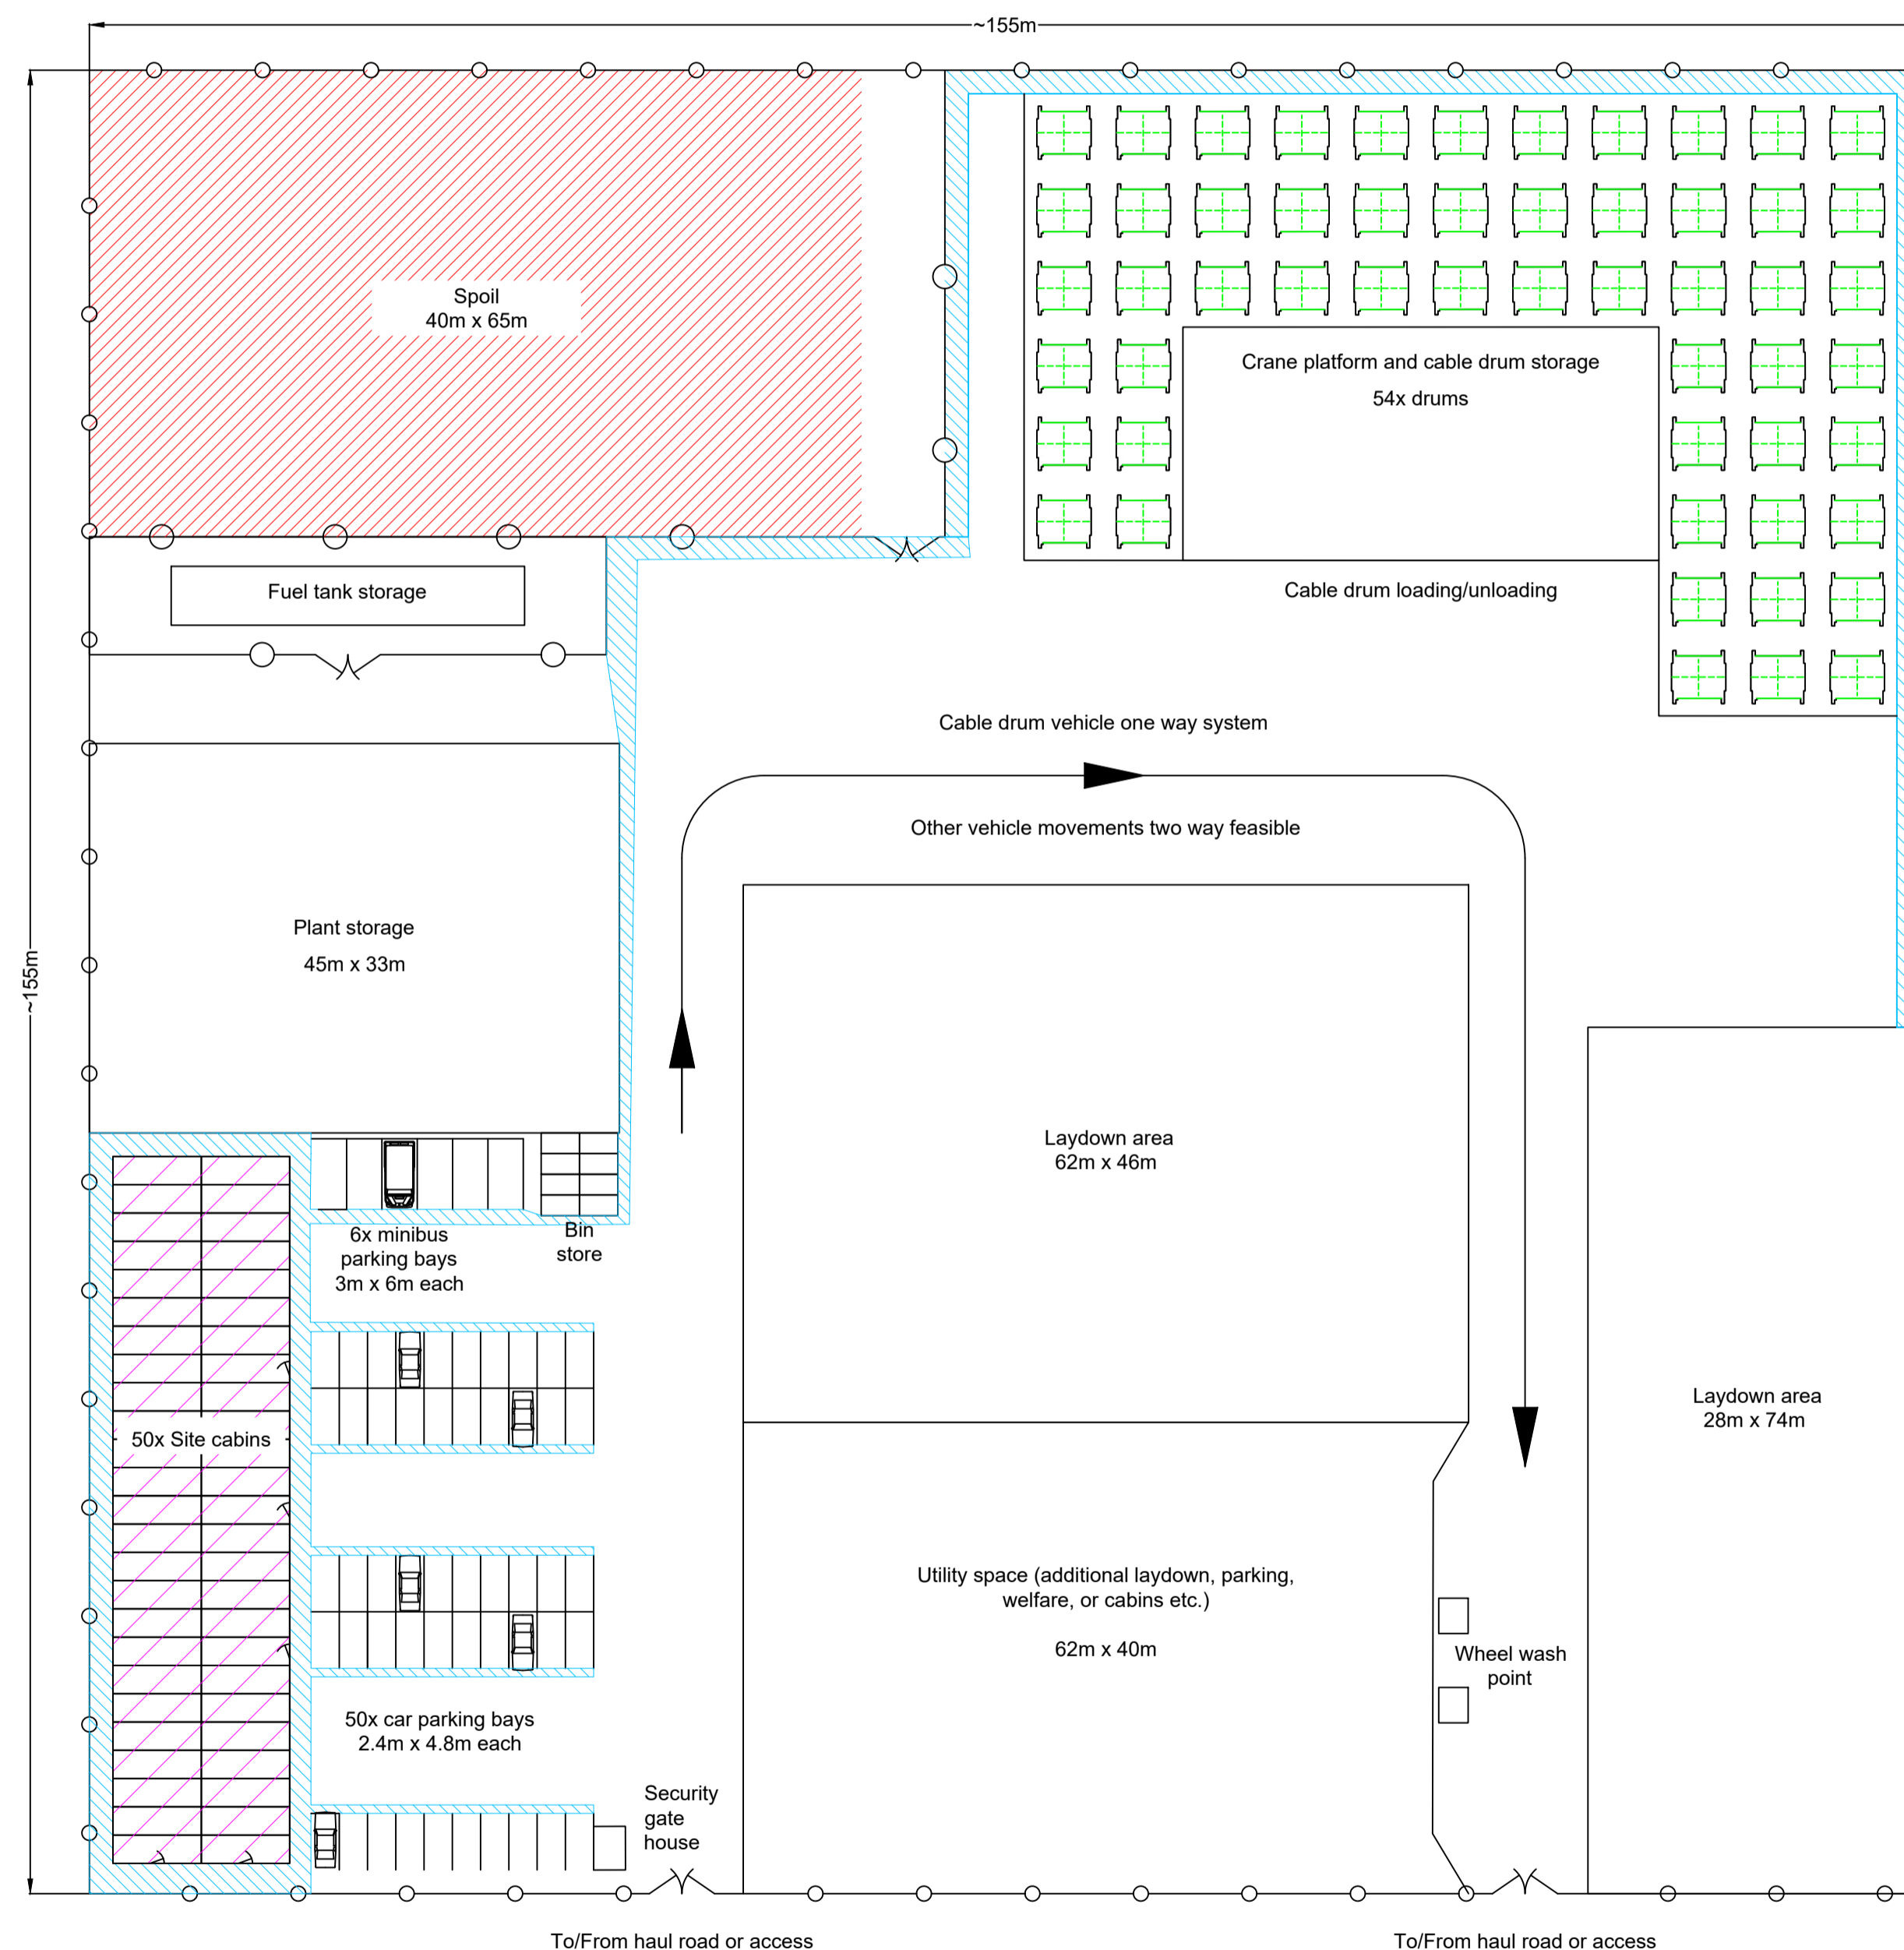 ~155m
Spoil
40m x 65m
Crane platform and cable drum storage
54x drums
Fuel tank storage
Cable drum loading/unloading
Cable drum vehicle one way system
Other vehicle movements two way feasible
Plant storage
45m x 33m
~155m
Laydown area
62m x 46m
6x minibus
parking bays
3m x 6m each
Bin
store
Laydown area
28m x 74m
50x Site cabins
Utility space (additional laydown, parking,
welfare, or cabins etc.)
62m x 40m
Wheel wash
point
50x car parking bays
2.4m x 4.8m each
Security
gate
house
To/From haul road or access
To/From haul road or access